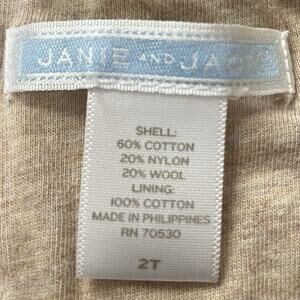 JANIE AND JACK
SHELL:
60% COTTON
20% NYLON
20% WOOL
LINING:
100% COTTON
MADE IN PHILIPPINES
RN 70530
2T